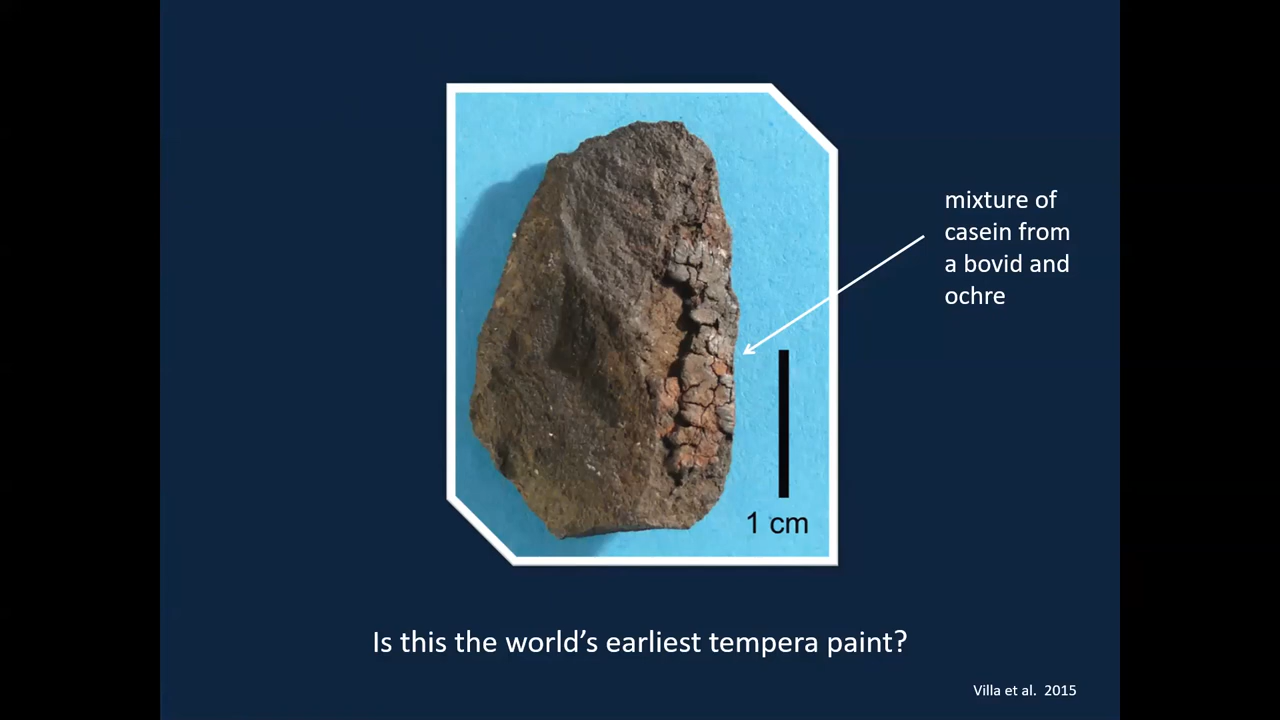 mixture of
casein from
a bovid and
ochre
1 cm
Is this the world’s earliest tempera paint?
Villa et al. 2015